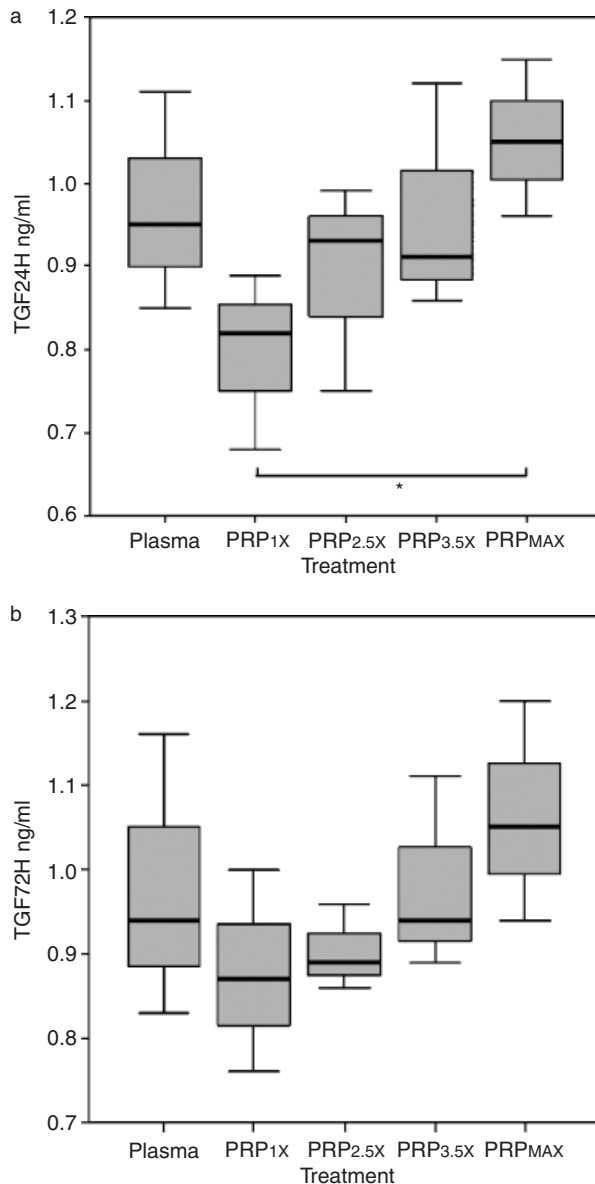 a
1.2
1.1
1.0
0.9
0.8
0.7
0.6
TGF24H ng/ml
*
Plasma PRP1X PRP2.5X PRP3.5X PRPMAX
Treatment
b
1.3
1.2
1.1
1.0
0.9
0.8
0.7
TGF72H ng/ml
Plasma PRP1X PRP2.5X PRP3.5X PRPMAX
Treatment